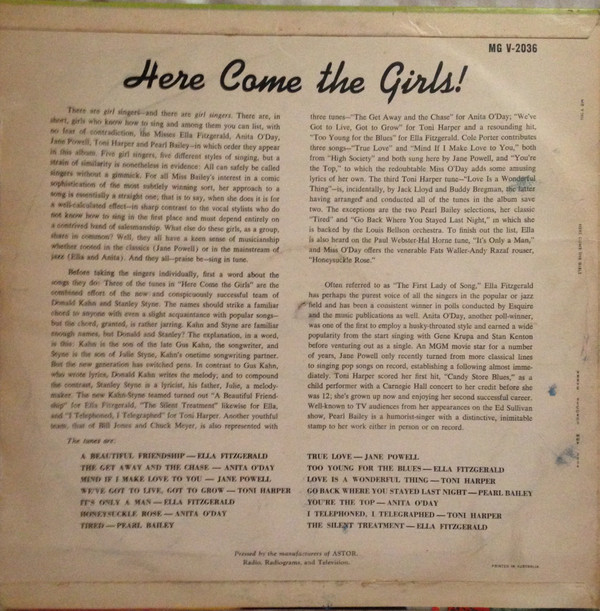 MG V-2036
Here Come the Girls!
There are girl singers—and there are girl singers. There are, in
short, girls who know how to sing and among them you can list, with
no fear of contradiction, the Misses Ella Fitzgerald, Anita O'Day,
Jane Powell, Toni Harper and Pearl Bailey—in which order they appear
in this album. Five girl singers, five different styles of singing, but a
strain of similarity is nonetheless in evidence: All can safely be called
singers without a gimmick. For all Miss Bailey's interest in a comic
sophistication of the most subtlely winning sort, her approach to a
song is essentially a straight one; that is to say, when she does it is for
a well-calculated effect—in sharp contrast to the vocal stylists who do
not know how to sing in the first place and must depend entirely on
a contrived band of salesmanship. What else do these girls, as a group,
share in common? Well, they all have a keen sense of musicianship
whether rooted in the classics (Jane Powell) or in the mainstream of
jazz (Ella and Anita). And they all—praise be—sing in tune.
Before taking the singers individually, first a word about the
songs they do: Three of the tunes in "Here Come the Girls" are the
combined effort of the new and conspicuously successful team of
Donald Kahn and Stanley Styne. The names should strike a familiar
chord to anyone with even a slight acquaintance with popular songs—
but the chord, granted, is rather jarring. Kahn and Styne are familiar
enough names, but Donald and Stanley? The explanation, in a word,
is this: Kahn is the son of the late Gus Kahn, the songwriter, and
Styne is the son of Julie Styne, Kahn's onetime songwriting partner.
But the new generation has switched pens. In contrast to Gus Kahn,
who wrote lyrics, Donald Kahn writes the melody; and to compound
the contrast, Stanley Styne is a lyricist, his father, Julie, a melody-
maker. The new Kahn-Styne teamed turned out "A Beautiful Friend-
ship" for Ella Fitzgerald, "The Silent Treatment" likewise for Ella,
and "I Telephoned, I Telegraphed" for Toni Harper. Another youthful
team, that of Bill Jones and Chuck Meyer, is also represented with
three tunes—"The Get Away and the Chase" for Anita O'Day; "We've
Got to Live, Got to Grow" for Toni Harper and a resounding hit,
"Too Young for the Blues" for Ella Fitzgerald. Cole Porter contributes
three songs—"True Love" and "Mind If I Make Love to You," both
from "High Society" and both sung here by Jane Powell, and "You're
the Top," to which the redoubtable Miss O'Day adds some amusing
lyrics of her own. The third Toni Harper tune—"Love Is a Wonderful
Thing"—is, incidentally, by Jack Lloyd and Buddy Bregman, the father
having arranged and conducted all of the tunes in the album save
two. The exceptions are the two Pearl Bailey selections, her classic
"Tired" and "Go Back Where You Stayed Last Night," in which she
is backed by the Louis Bellson orchestra. To finish out the list, Ella
is also heard on the Paul Webster-Hal Horne tune, "It's Only a Man,"
and Miss O'Day offers the venerable Fats Waller-Andy Razaf rouser,
"Honeysuckle Rose."
Often referred to as "The First Lady of Song," Ella Fitzgerald
has perhaps the purest voice of all the singers in the popular or jazz
field and has been a consistent winner in polls conducted by Esquire
and the music publications as well. Anita O'Day, another poll-winner,
was one of the first to employ a husky-throated style and earned a wide
popularity from the start singing with Gene Krupa and Stan Kenton
before venturing out as a single. An MGM movie star for a number
of years, Jane Powell only recently turned from more classical lines
to singing pop songs on record, establishing a following almost imme-
diately. Toni Harper scored her first hit, "Candy Store Blues," as a
child performer with a Carnegie Hall concert to her credit before she
was 12; she's grown up now and enjoying her second successful career.
Well-known to TV audiences from her appearances on the Ed Sullivan
show, Pearl Bailey is a humorist-singer with a distinctive, inimitable
stamp to her work either in person or on record.
The tunes are:
A BEAUTIFUL FRIENDSHIP — ELLA FITZGERALD
THE GET AWAY AND THE CHASE — ANITA O'DAY
MIND IF I MAKE LOVE TO YOU — JANE POWELL
WE'VE GOT TO LIVE, GOT TO GROW — TONI HARPER
IT'S ONLY A MAN — ELLA FITZGERALD
HONEYSUCKLE ROSE — ANITA O'DAY
TIRED — PEARL BAILEY
TRUE LOVE — JANE POWELL
TOO YOUNG FOR THE BLUES — ELLA FITZGERALD
LOVE IS A WONDERFUL THING — TONI HARPER
GO BACK WHERE YOU STAYED LAST NIGHT — PEARL BAILEY
YOU'RE THE TOP — ANITA O'DAY
I TELEPHONED, I TELEGRAPHED — TONI HARPER
THE SILENT TREATMENT — ELLA FITZGERALD
Pressed by the manufacturers of ASTOR.
Radio, Radiograms, and Television.
PRINTED IN AUSTRALIA